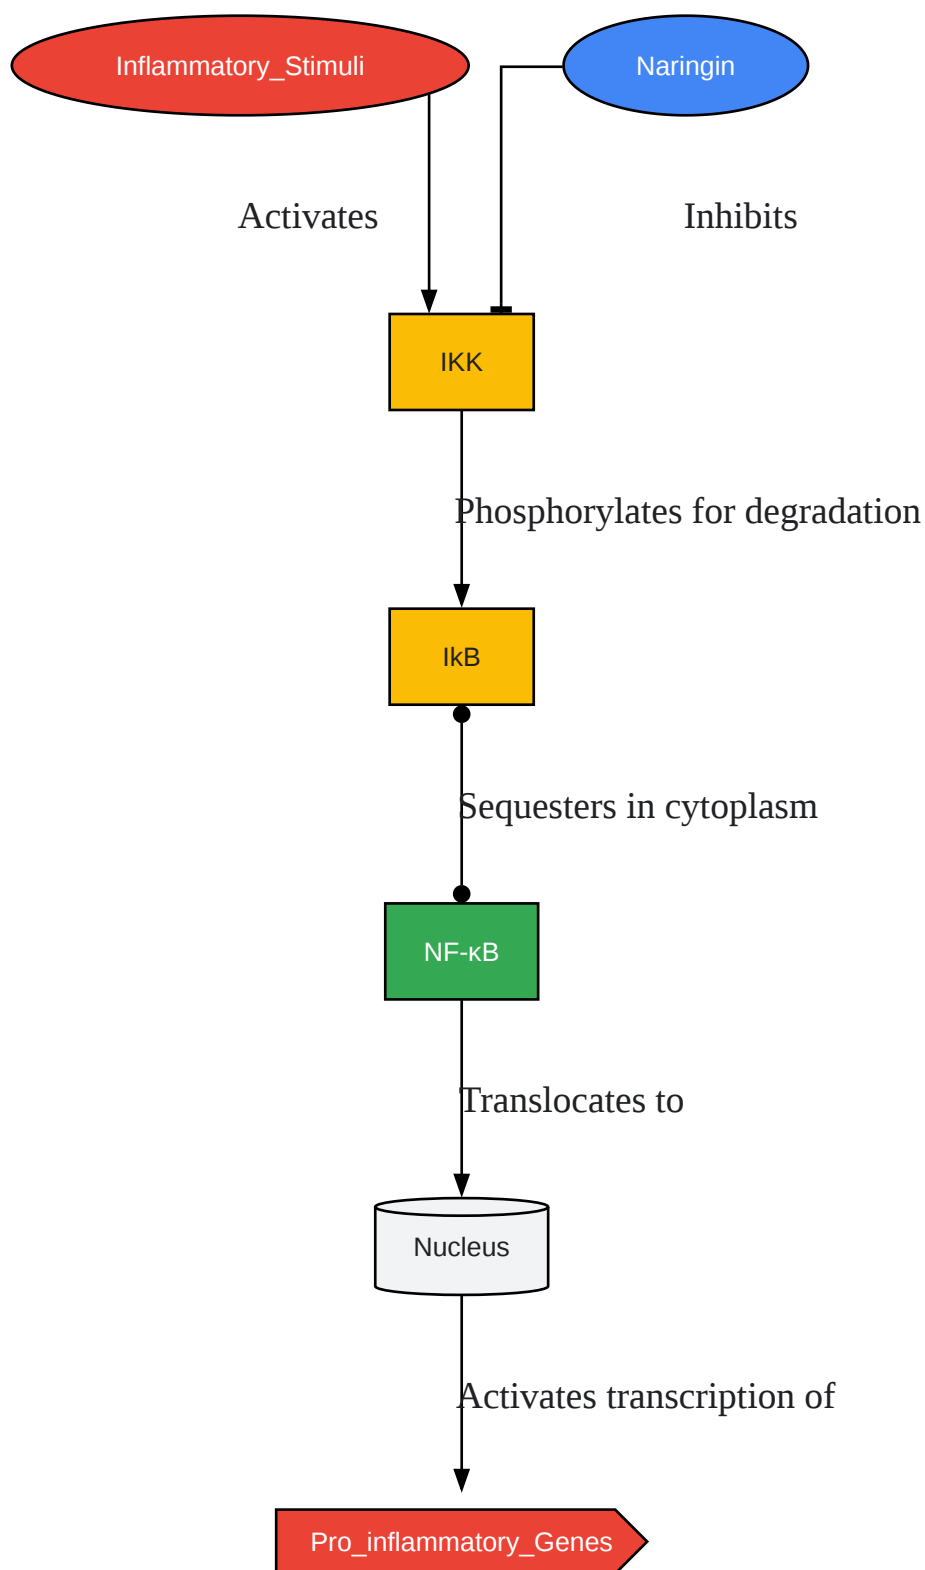 Inflammatory_Stimuli
Naringin
Activates
Inhibits
IKK
Phosphorylates for degradation
IkB
Sequesters in cytoplasm
NF-κB
Translocates to
Nucleus
Activates transcription of
Pro_inflammatory_Genes